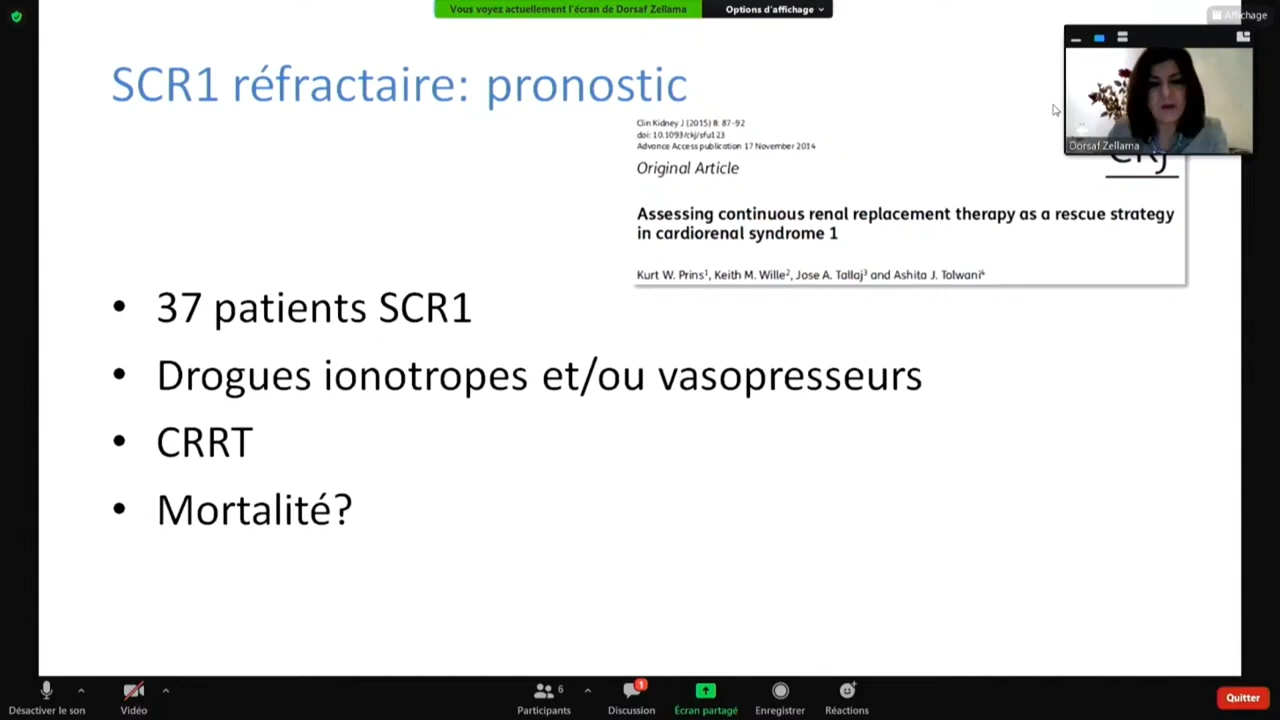 Vous voyez actuellement l'écran de Dorsaf Zellama
Options d'affichage
Affichage
SCR1 réfractaire: pronostic
Clin Kidney J (2015) 8: 87–92
doi: 10.1093/ckj/sfu123
Advance Access publication 17 November 2014
Original Article
Dorsaf Zellama
ckj
Assessing continuous renal replacement therapy as a rescue strategy
in cardiorenal syndrome 1
Kurt W. Prins1, Keith M. Wille2, Jose A. Tallaj3 and Ashita J. Tolwani4
• 37 patients SCR1
• Drogues ionotropes et/ou vasopresseurs
• CRRT
• Mortalité?
Désactiver le son
Vidéo
6
Participants
1
Discussion
Écran partagé
Enregistrer
Réactions
Quitter